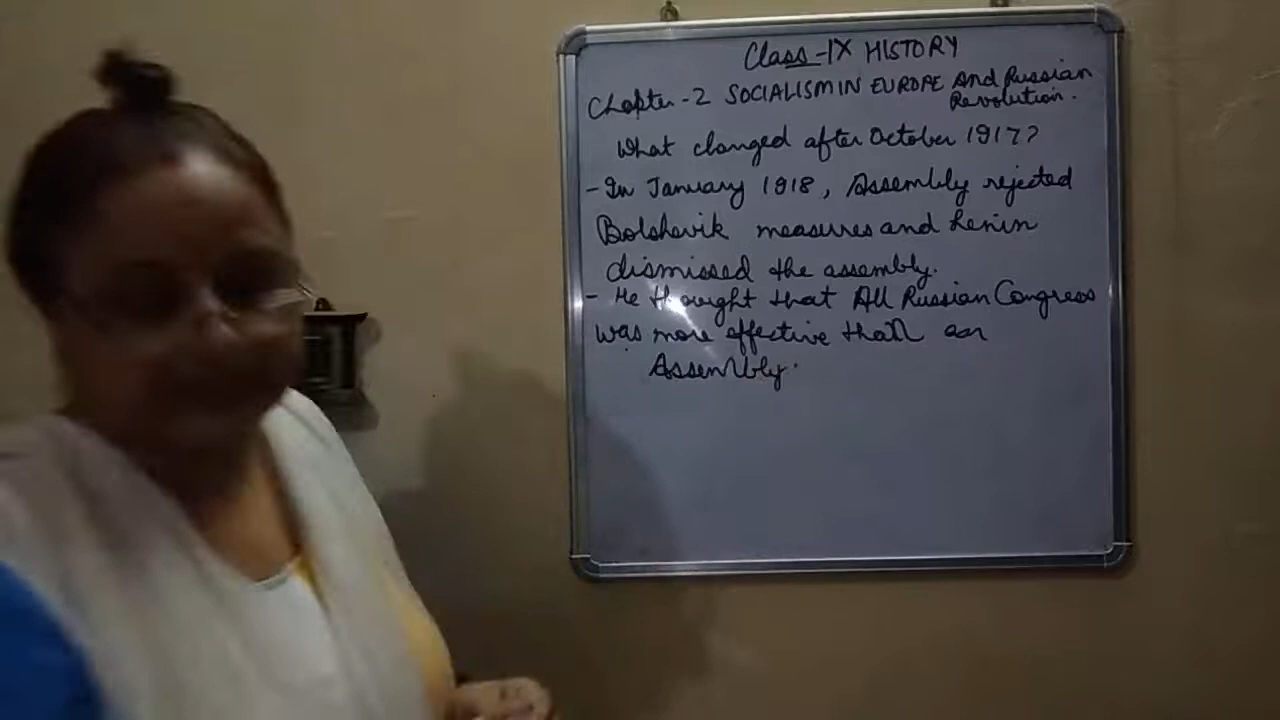 Class-IX HISTORY
Chapter-2 SOCIALISM IN EUROPE And Russian
Revolution.
What changed after October 1917?
- In January 1918, Assembly rejected
Bolshevik measures and Lenin
dismissed the assembly.
- He thought that All Russian Congress
was more effective than an
Assembly.